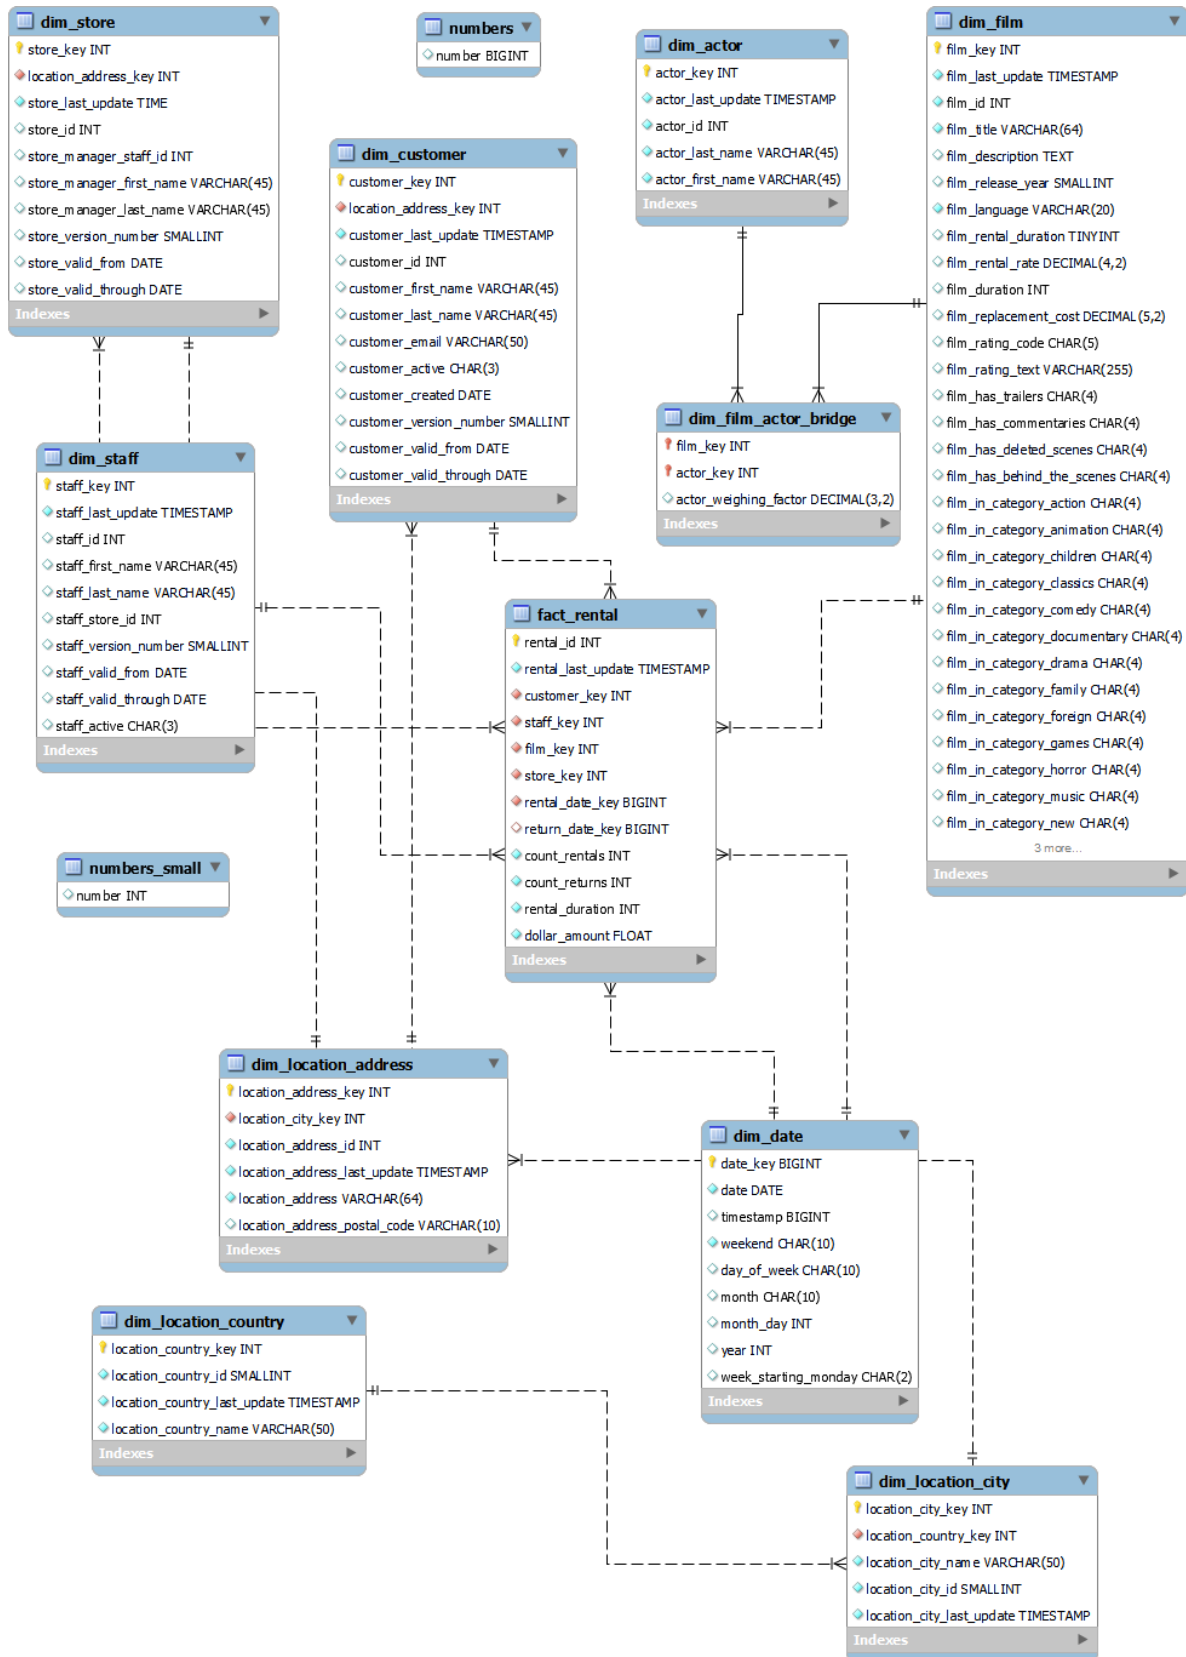 dim_store
store_key INT
location_address_key INT
store_last_update TIME
store_id INT
store_manager_staff_id INT
store_manager_first_name VARCHAR(45)
store_manager_last_name VARCHAR(45)
store_version_number SMALLINT
store_valid_from DATE
store_valid_through DATE
Indexes
numbers
number BIGINT
dim_actor
actor_key INT
actor_last_update TIMESTAMP
actor_id INT
actor_last_name VARCHAR(45)
actor_first_name VARCHAR(45)
Indexes
dim_film
film_key INT
film_last_update TIMESTAMP
film_id INT
film_title VARCHAR(64)
film_description TEXT
film_release_year SMALLINT
film_language VARCHAR(20)
film_rental_duration TINYINT
film_rental_rate DECIMAL(4,2)
film_duration INT
film_replacement_cost DECIMAL(5,2)
film_rating_code CHAR(5)
film_rating_text VARCHAR(255)
film_has_trailers CHAR(4)
film_has_commentaries CHAR(4)
film_has_deleted_scenes CHAR(4)
film_has_behind_the_scenes CHAR(4)
film_in_category_action CHAR(4)
film_in_category_animation CHAR(4)
film_in_category_children CHAR(4)
film_in_category_classics CHAR(4)
film_in_category_comedy CHAR(4)
film_in_category_documentary CHAR(4)
film_in_category_drama CHAR(4)
film_in_category_family CHAR(4)
film_in_category_foreign CHAR(4)
film_in_category_games CHAR(4)
film_in_category_horror CHAR(4)
film_in_category_music CHAR(4)
film_in_category_new CHAR(4)
3 more...
Indexes
dim_customer
customer_key INT
location_address_key INT
customer_last_update TIMESTAMP
customer_id INT
customer_first_name VARCHAR(45)
customer_last_name VARCHAR(45)
customer_email VARCHAR(50)
customer_active CHAR(3)
customer_created DATE
customer_version_number SMALLINT
customer_valid_from DATE
customer_valid_through DATE
Indexes
dim_film_actor_bridge
film_key INT
actor_key INT
actor_weighing_factor DECIMAL(3,2)
Indexes
dim_staff
staff_key INT
staff_last_update TIMESTAMP
staff_id INT
staff_first_name VARCHAR(45)
staff_last_name VARCHAR(45)
staff_store_id INT
staff_version_number SMALLINT
staff_valid_from DATE
staff_valid_through DATE
staff_active CHAR(3)
Indexes
fact_rental
rental_id INT
rental_last_update TIMESTAMP
customer_key INT
staff_key INT
film_key INT
store_key INT
rental_date_key BIGINT
return_date_key BIGINT
count_rentals INT
count_returns INT
rental_duration INT
dollar_amount FLOAT
Indexes
numbers_small
number INT
dim_location_address
location_address_key INT
location_city_key INT
location_address_id INT
location_address_last_update TIMESTAMP
location_address VARCHAR(64)
location_address_postal_code VARCHAR(10)
Indexes
dim_date
date_key BIGINT
date DATE
timestamp BIGINT
weekend CHAR(10)
day_of_week CHAR(10)
month CHAR(10)
month_day INT
year INT
week_starting_monday CHAR(2)
Indexes
dim_location_country
location_country_key INT
location_country_id SMALLINT
location_country_last_update TIMESTAMP
location_country_name VARCHAR(50)
Indexes
dim_location_city
location_city_key INT
location_country_key INT
location_city_name VARCHAR(50)
location_city_id SMALLINT
location_city_last_update TIMESTAMP
Indexes